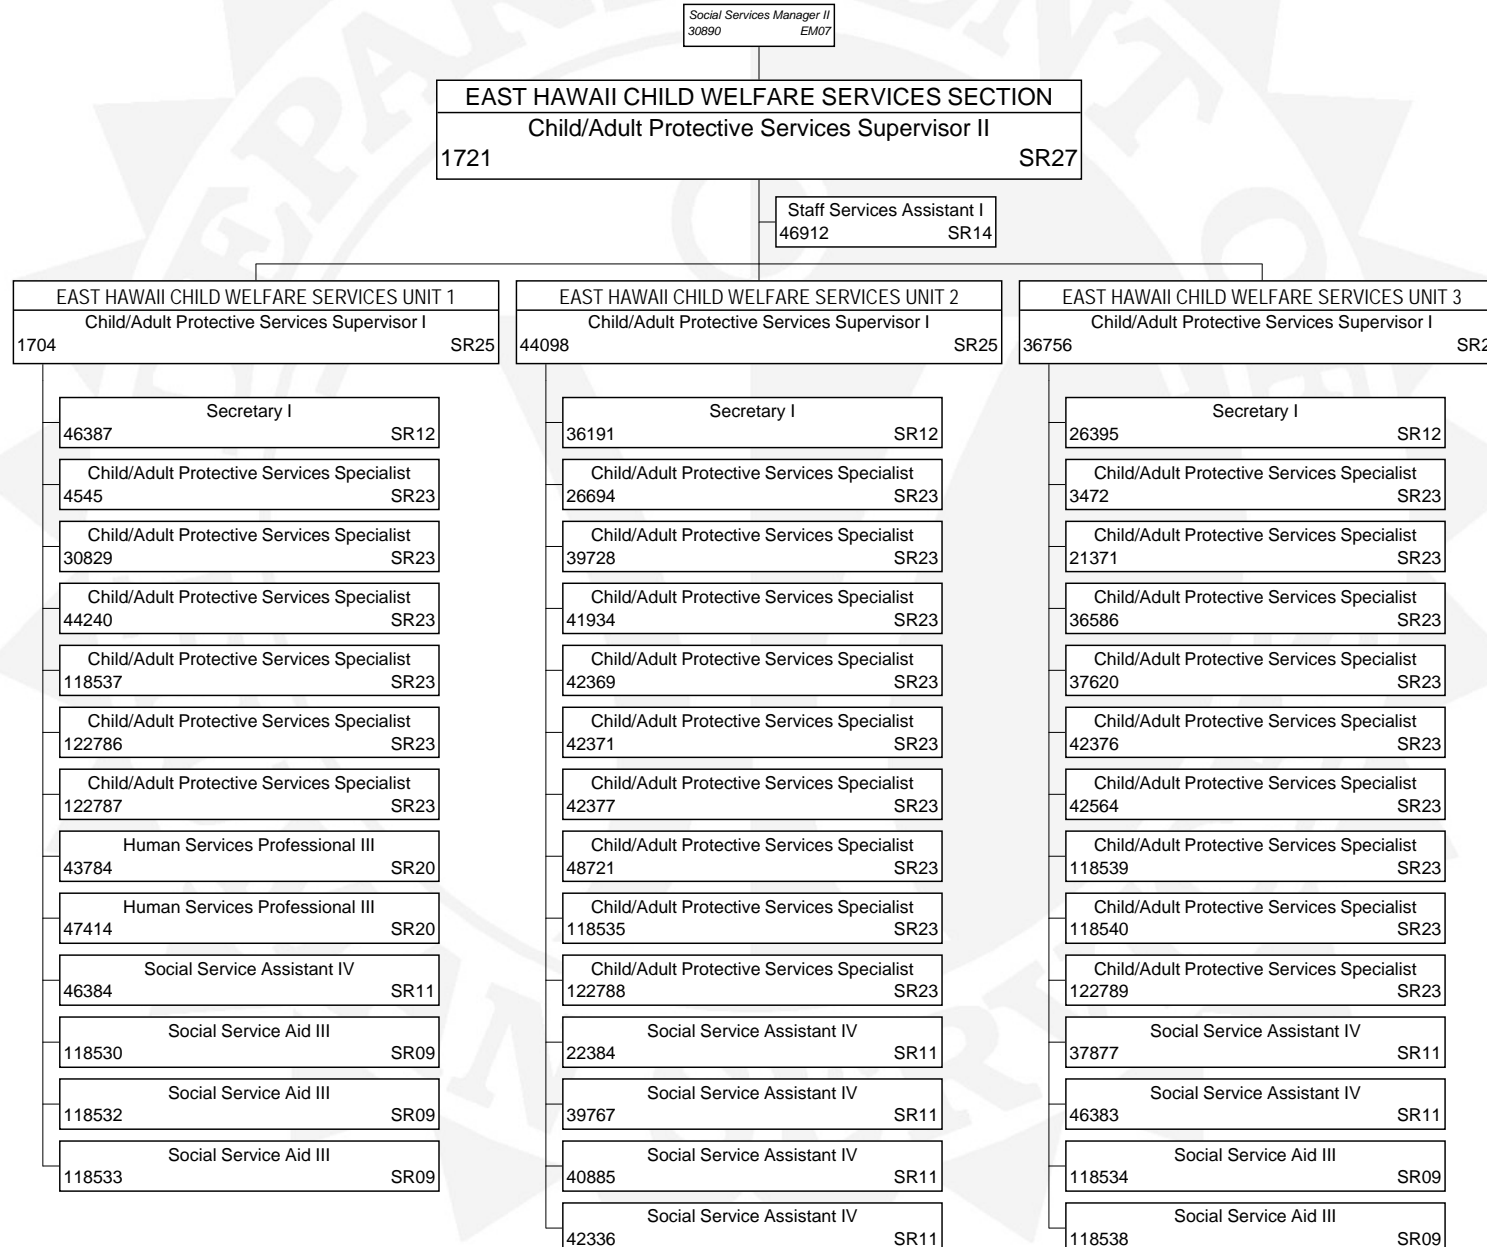 Social Services Manager II
30890 EM07
EAST HAWAII CHILD WELFARE SERVICES SECTION
Child/Adult Protective Services Supervisor II
1721 SR27
Staff Services Assistant I
46912 SR14
EAST HAWAII CHILD WELFARE SERVICES UNIT 1
Child/Adult Protective Services Supervisor I
1704 SR25
Secretary I
46387 SR12
Child/Adult Protective Services Specialist
4545 SR23
Child/Adult Protective Services Specialist
30829 SR23
Child/Adult Protective Services Specialist
44240 SR23
Child/Adult Protective Services Specialist
118537 SR23
Child/Adult Protective Services Specialist
122786 SR23
Child/Adult Protective Services Specialist
122787 SR23
Human Services Professional III
43784 SR20
Human Services Professional III
47414 SR20
Social Service Assistant IV
46384 SR11
Social Service Aid III
118530 SR09
Social Service Aid III
118532 SR09
Social Service Aid III
118533 SR09
EAST HAWAII CHILD WELFARE SERVICES UNIT 2
Child/Adult Protective Services Supervisor I
44098 SR25
Secretary I
36191 SR12
Child/Adult Protective Services Specialist
26694 SR23
Child/Adult Protective Services Specialist
39728 SR23
Child/Adult Protective Services Specialist
41934 SR23
Child/Adult Protective Services Specialist
42369 SR23
Child/Adult Protective Services Specialist
42371 SR23
Child/Adult Protective Services Specialist
42377 SR23
Child/Adult Protective Services Specialist
48721 SR23
Child/Adult Protective Services Specialist
118535 SR23
Child/Adult Protective Services Specialist
122788 SR23
Social Service Assistant IV
22384 SR11
Social Service Assistant IV
39767 SR11
Social Service Assistant IV
40885 SR11
Social Service Assistant IV
42336 SR11
EAST HAWAII CHILD WELFARE SERVICES UNIT 3
Child/Adult Protective Services Supervisor I
36756
Secretary I
26395 SR12
Child/Adult Protective Services Specialist
3472 SR23
Child/Adult Protective Services Specialist
21371 SR23
Child/Adult Protective Services Specialist
36586 SR23
Child/Adult Protective Services Specialist
37620 SR23
Child/Adult Protective Services Specialist
42376 SR23
Child/Adult Protective Services Specialist
42564 SR23
Child/Adult Protective Services Specialist
118539 SR23
Child/Adult Protective Services Specialist
118540 SR23
Child/Adult Protective Services Specialist
122789 SR23
Social Service Assistant IV
37877 SR11
Social Service Assistant IV
46383 SR11
Social Service Aid III
118534 SR09
Social Service Aid III
118538 SR09